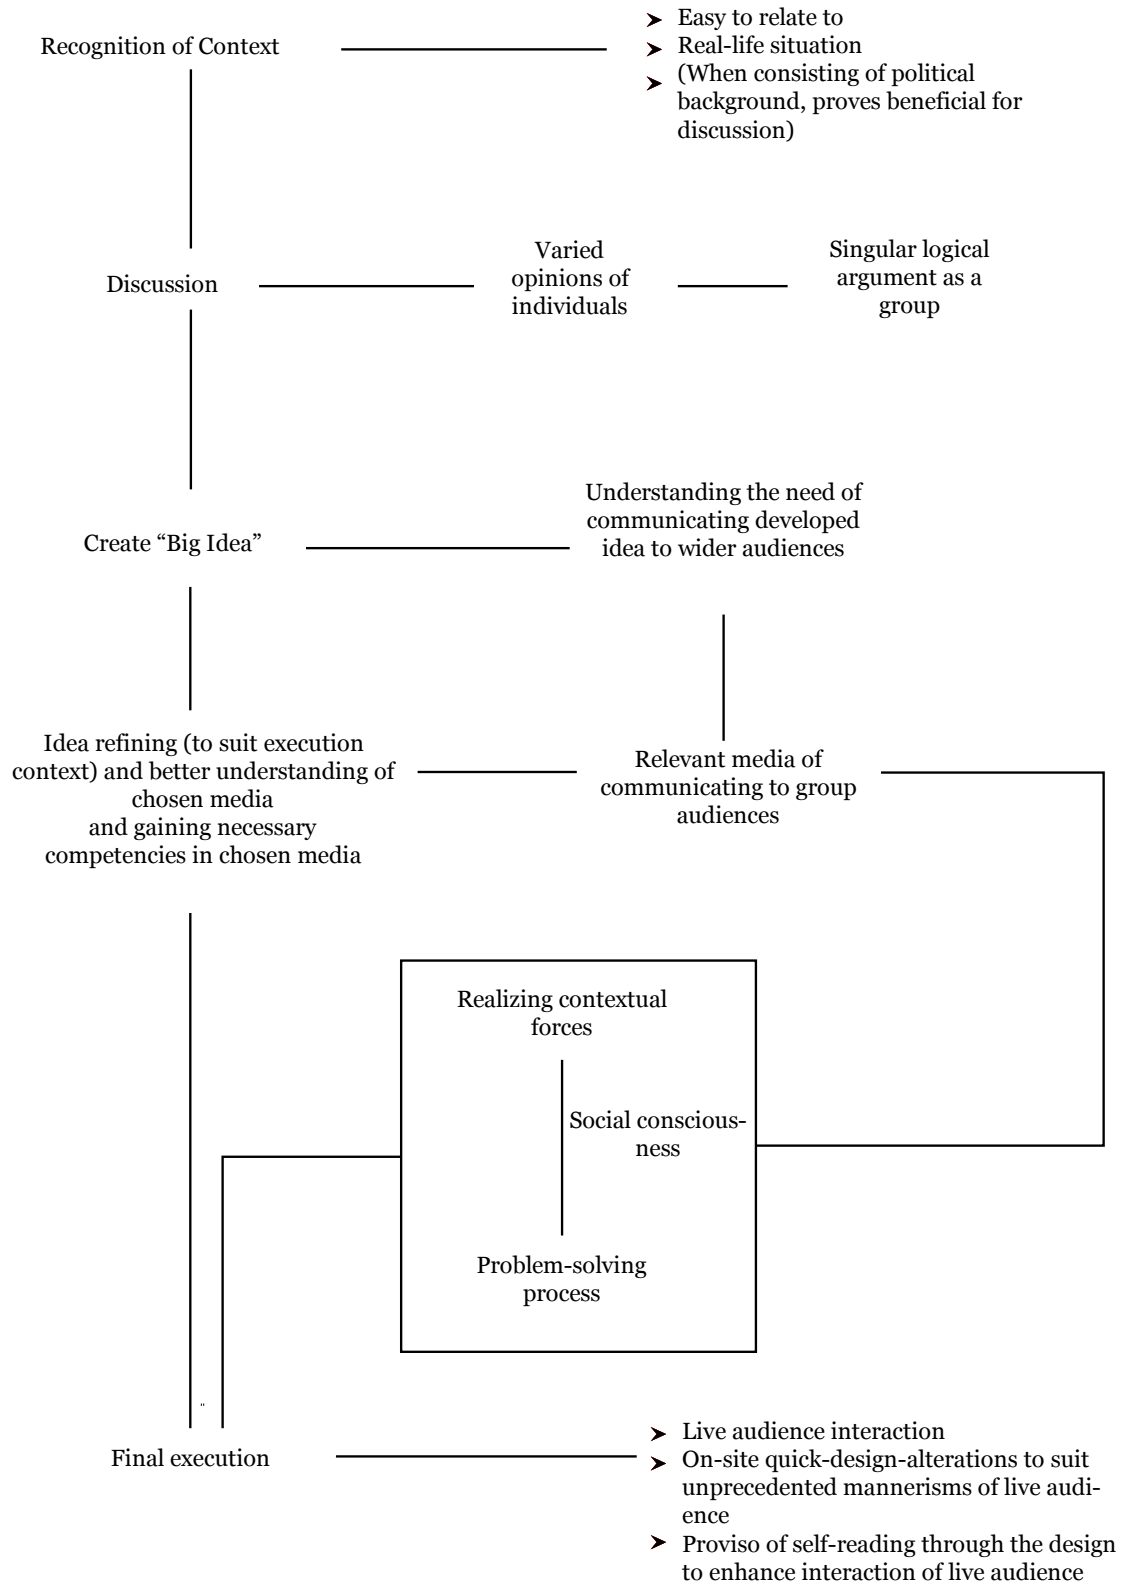 Recognition of Context
Easy to relate to
Real-life situation
(When consisting of political
background, proves beneficial for
discussion)
Discussion
Varied
opinions of
individuals
Singular logical
argument as a
group
Create “Big Idea”
Understanding the need of
communicating developed
idea to wider audiences
Idea refining (to suit execution
context) and better understanding of
chosen media
and gaining necessary
competencies in chosen media
Relevant media of
communicating to group
audiences
Realizing contextual
forces
Social conscious-
ness
Problem-solving
process
Final execution
Live audience interaction
On-site quick-design-alterations to suit
unprecedented mannerisms of live audi-
ence
Proviso of self-reading through the design
to enhance interaction of live audience